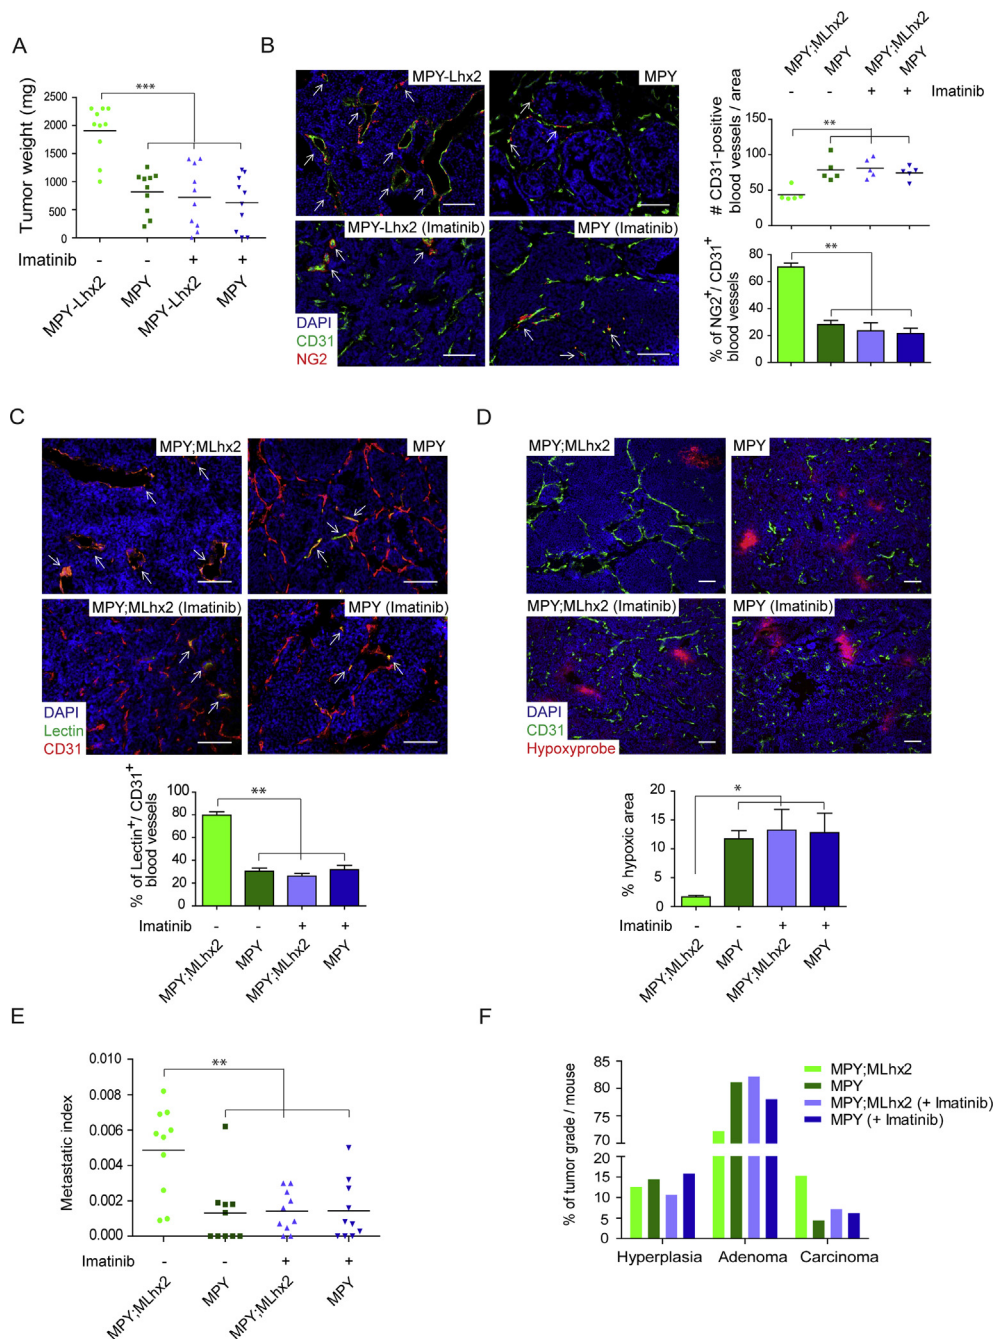 A
Tumor weight (mg)
2500
2000
1500
1000
500
0
***
Imatinib - - + +
MPY-Lhx2 MPY MPY-Lhx2 MPY
B
MPY-Lhx2
MPY
MPY-Lhx2 (Imatinib)
MPY (Imatinib)
DAPI
CD31
NG2
MPY;MLhx2 MPY MPY;MLhx2 MPY
- - + + Imatinib
# CD31-positive
blood vessels / area
150
100
50
0
**
% of NG2+/ CD31+
blood vessels
80
60
40
20
0
**
C
MPY;MLhx2
MPY
MPY;MLhx2 (Imatinib)
MPY (Imatinib)
DAPI
Lectin
CD31
% of Lectin+/ CD31+
blood vessels
100
80
60
40
20
0
**
Imatinib - - + +
MPY;MLhx2 MPY MPY;MLhx2 MPY
D
MPY;MLhx2
MPY
MPY;MLhx2 (Imatinib)
MPY (Imatinib)
DAPI
CD31
Hypoxyprobe
% hypoxic area
20
15
10
5
0
*
Imatinib - - + +
MPY;MLhx2 MPY MPY;MLhx2 MPY
E
Metastatic index
0.010
0.008
0.006
0.004
0.002
0.000
**
Imatinib - - + +
MPY;MLhx2 MPY MPY;MLhx2 MPY
F
% of tumor grade / mouse
85
80
75
70
20
15
10
5
0
Hyperplasia Adenoma Carcinoma
MPY;MLhx2
MPY
MPY;MLhx2 (+ Imatinib)
MPY (+ Imatinib)